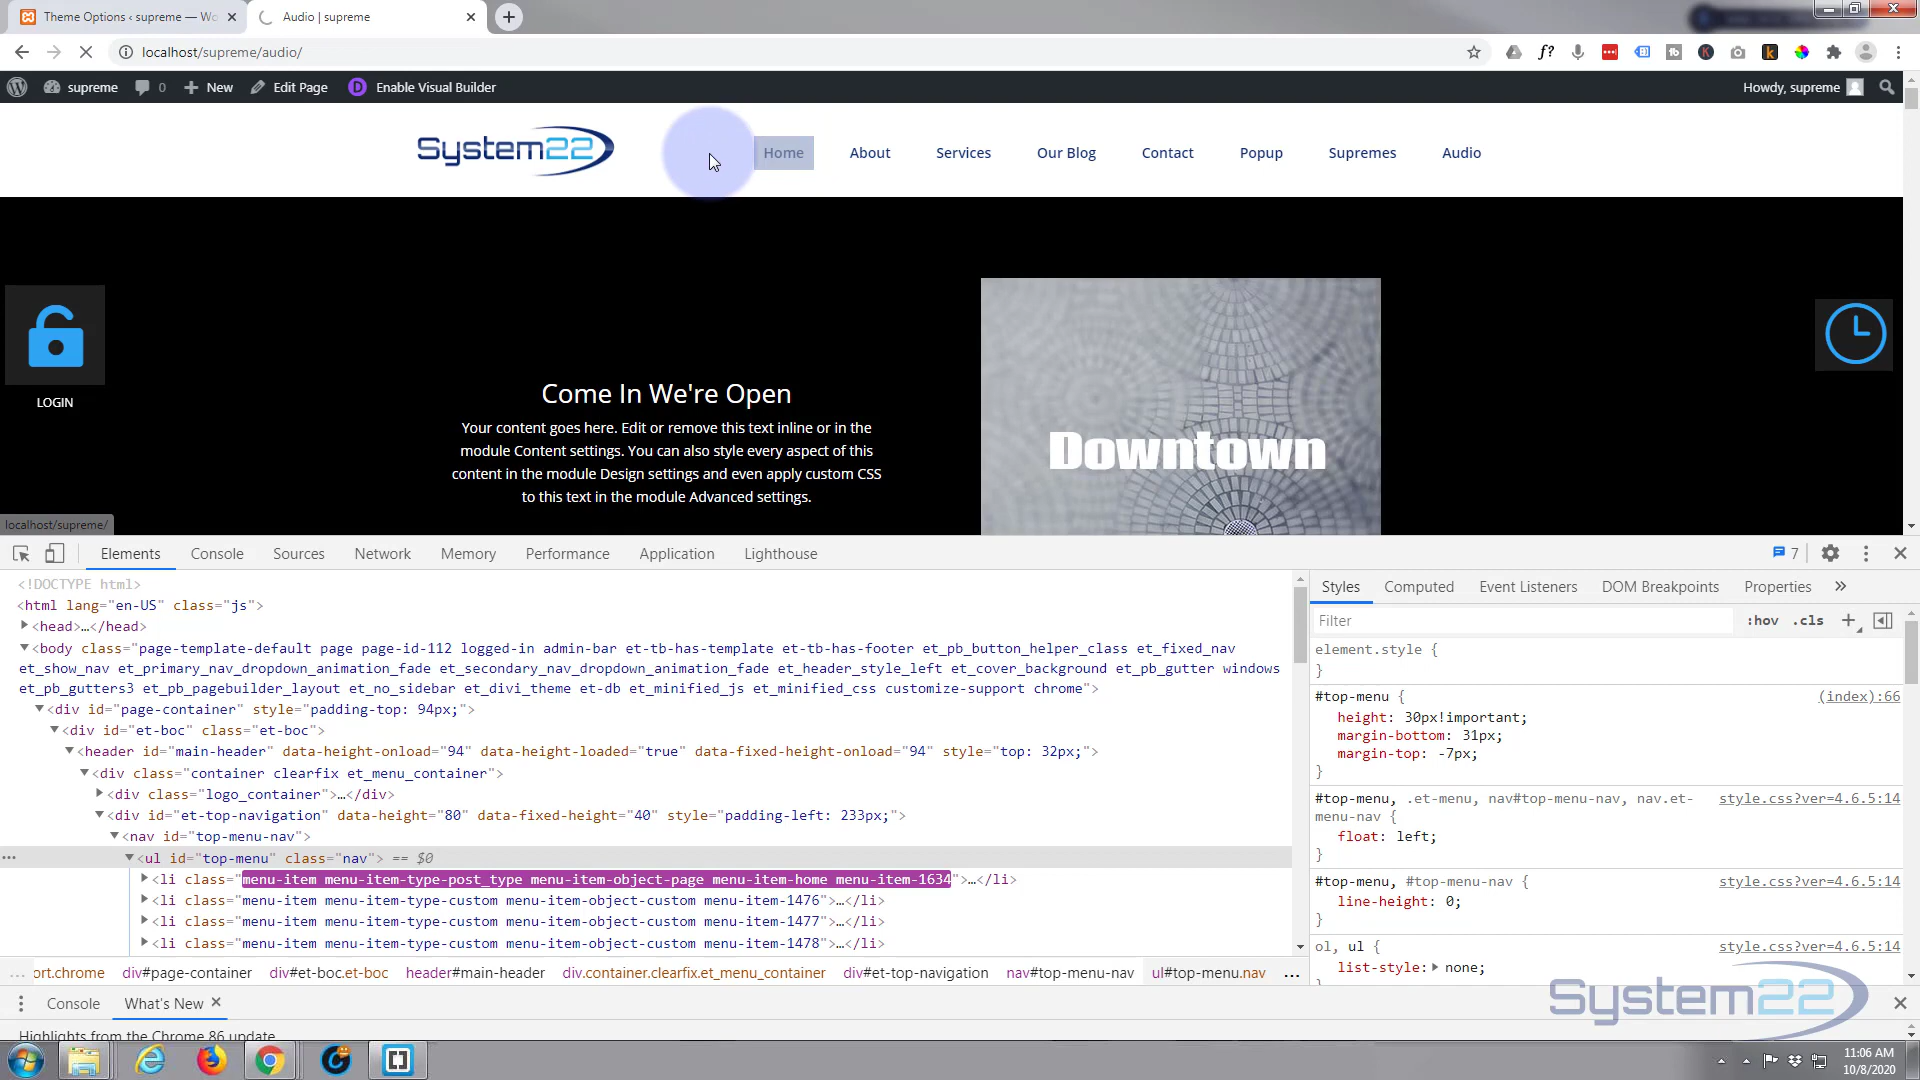 Theme Options ‹ supreme — Wo
Audio | supreme
localhost/supreme/audio/
supreme
0
New
Edit Page
Enable Visual Builder
Howdy, supreme
System22
Home
About
Services
Our Blog
Contact
Popup
Supremes
Audio
LOGIN
Come In We're Open
Your content goes here. Edit or remove this text inline or in the
module Content settings. You can also style every aspect of this
content in the module Design settings and even apply custom CSS
to this text in the module Advanced settings.
Downtown
localhost/supreme/
Elements
Console
Sources
Network
Memory
Performance
Application
Lighthouse
7
<!DOCTYPE html>
<html lang="en-US" class="js">
<head>…</head>
<body class="page-template-default page page-id-112 logged-in admin-bar et-tb-has-template et-tb-has-footer et_pb_button_helper_class et_fixed_nav
et_show_nav et_primary_nav_dropdown_animation_fade et_secondary_nav_dropdown_animation_fade et_header_style_left et_cover_background et_pb_gutter windows
et_pb_gutters3 et_pb_pagebuilder_layout et_no_sidebar et_divi_theme et-db et_minified_js et_minified_css customize-support chrome">
<div id="page-container" style="padding-top: 94px;">
<div id="et-boc" class="et-boc">
<header id="main-header" data-height-onload="94" data-height-loaded="true" data-fixed-height-onload="94" style="top: 32px;">
<div class="container clearfix et_menu_container">
<div class="logo_container">…</div>
<div id="et-top-navigation" data-height="80" data-fixed-height="40" style="padding-left: 233px;">
<nav id="top-menu-nav">
<ul id="top-menu" class="nav"> == $0
<li class="menu-item menu-item-type-post_type menu-item-object-page menu-item-home menu-item-1634">…</li>
<li class="menu-item menu-item-type-custom menu-item-object-custom menu-item-1476">…</li>
<li class="menu-item menu-item-type-custom menu-item-object-custom menu-item-1477">…</li>
<li class="menu-item menu-item-type-custom menu-item-object-custom menu-item-1478">…</li>
... ort.chrome div#page-container div#et-boc.et-boc header#main-header div.container.clearfix.et_menu_container div#et-top-navigation nav#top-menu-nav ul#top-menu.nav ...
Styles
Computed
Event Listeners
DOM Breakpoints
Properties
»
Filter
:hov .cls +
element.style {
}
#top-menu { (index):66
height: 30px!important;
margin-bottom: 31px;
margin-top: -7px;
}
#top-menu, .et-menu, nav#top-menu-nav, nav.et- style.css?ver=4.6.5:14
menu-nav {
float: left;
}
#top-menu, #top-menu-nav { style.css?ver=4.6.5:14
line-height: 0;
}
ol, ul { style.css?ver=4.6.5:14
list-style: none;
System22
Console
What's New
Highlights from the Chrome 86 update
11:06 AM
10/8/2020